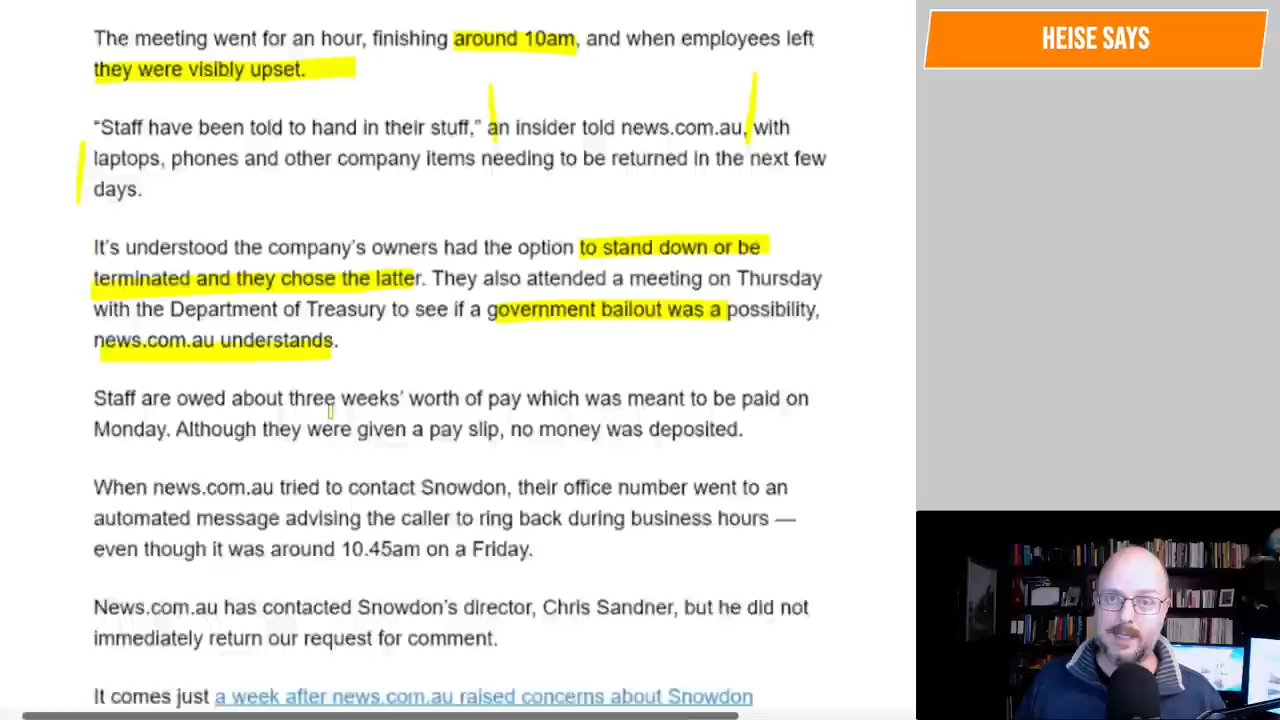 The meeting went for an hour, finishing around 10am, and when employees left
they were visibly upset.
“Staff have been told to hand in their stuff,” an insider told news.com.au, with
laptops, phones and other company items needing to be returned in the next few
days.
It’s understood the company’s owners had the option to stand down or be
terminated and they chose the latter. They also attended a meeting on Thursday
with the Department of Treasury to see if a government bailout was a possibility,
news.com.au understands.
Staff are owed about three weeks’ worth of pay which was meant to be paid on
Monday. Although they were given a pay slip, no money was deposited.
When news.com.au tried to contact Snowdon, their office number went to an
automated message advising the caller to ring back during business hours —
even though it was around 10.45am on a Friday.
News.com.au has contacted Snowdon’s director, Chris Sandner, but he did not
immediately return our request for comment.
It comes just a week after news.com.au raised concerns about Snowdon
HEISE SAYS